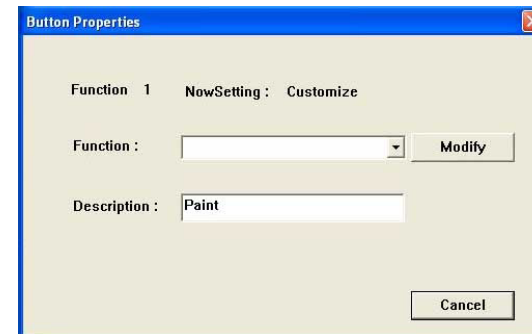 Button Properties
Function 1 NowSetting : Customize
Function : Modify
Description : Paint
Cancel